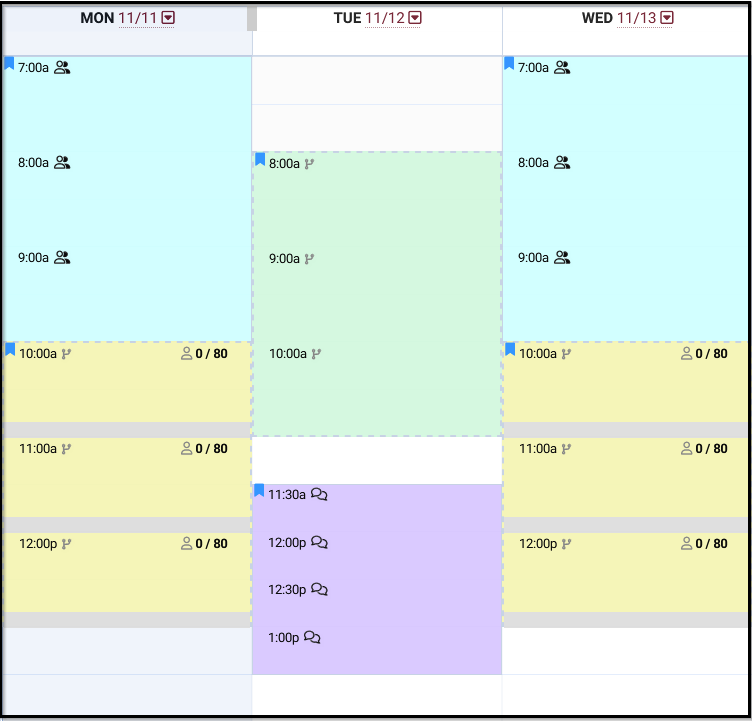 MON 11/11
TUE 11/12
WED 11/13
7:00a
8:00a
9:00a
10:00a 0 / 80
11:00a 0 / 80
12:00p 0 / 80
8:00a
9:00a
10:00a
11:30a
12:00p
12:30p
1:00p
7:00a
8:00a
9:00a
10:00a 0 / 80
11:00a 0 / 80
12:00p 0 / 80